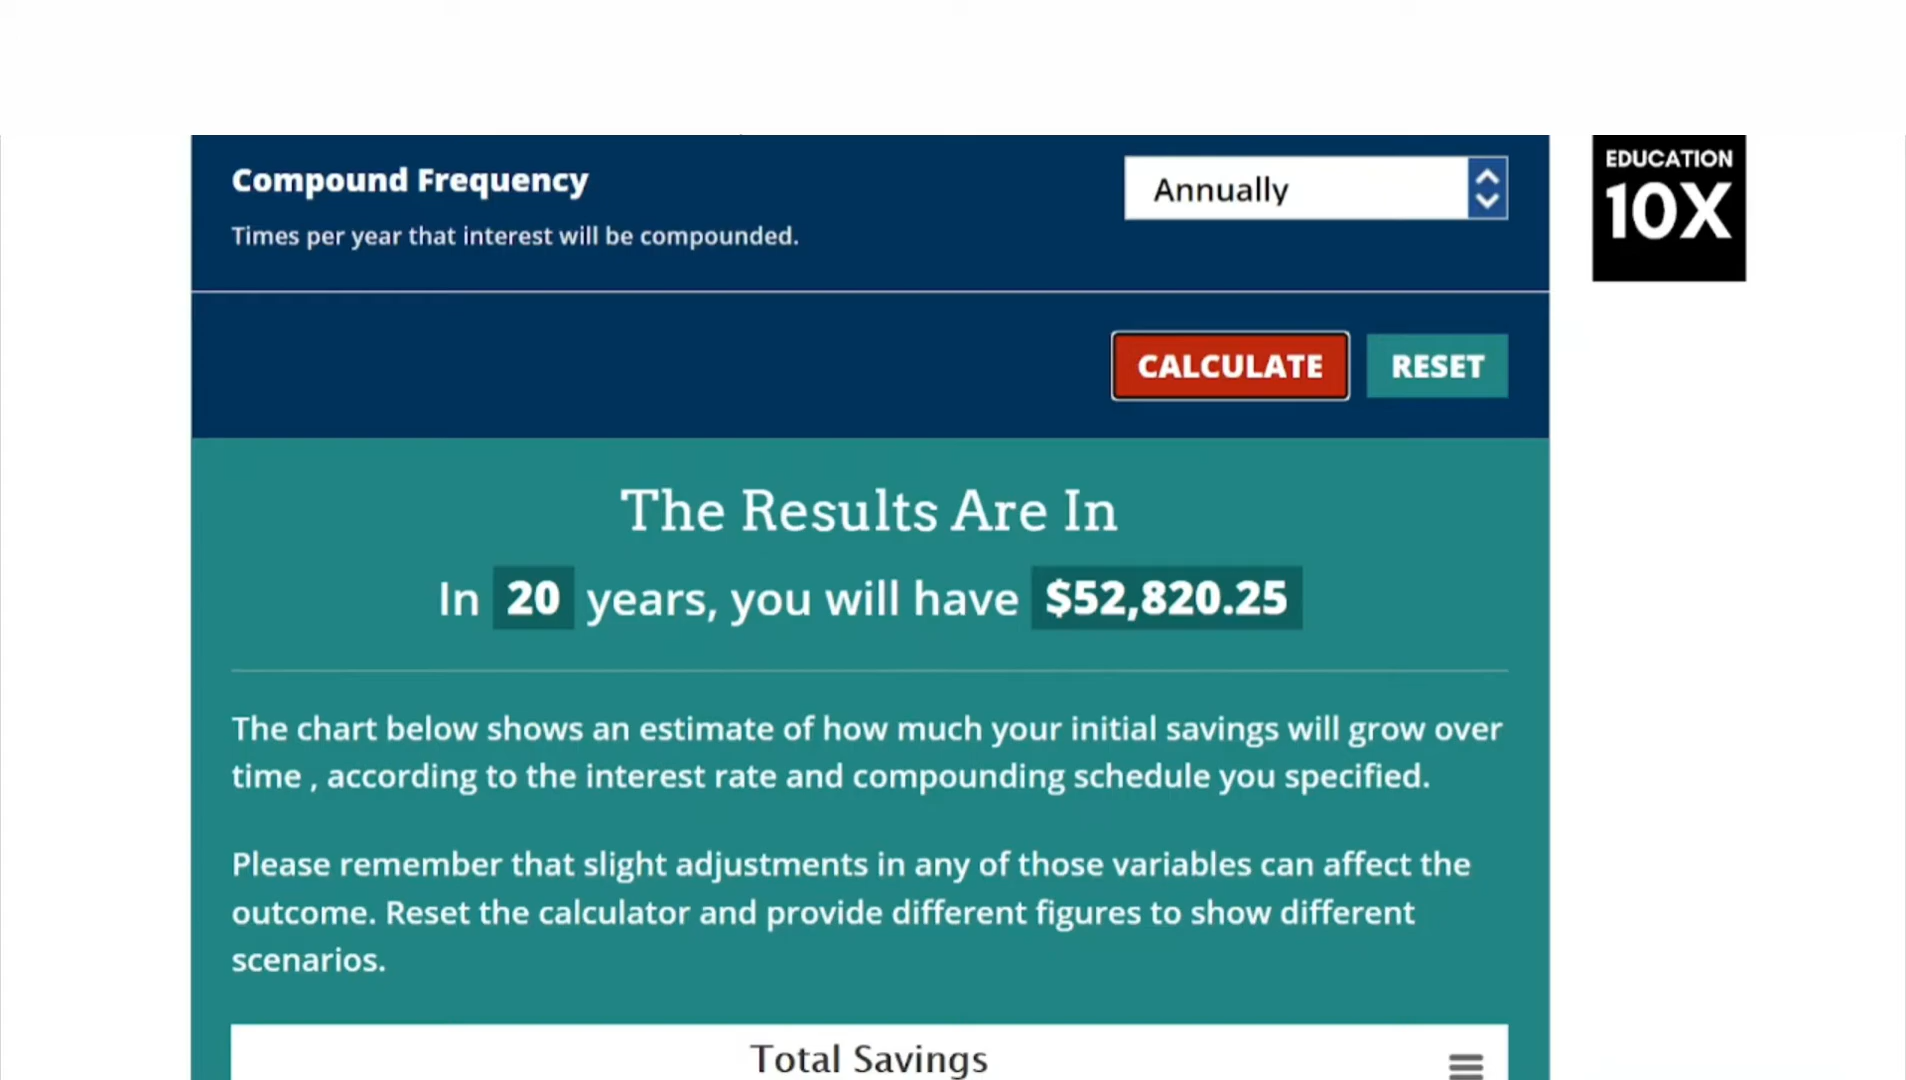 Compound Frequency
Annually
Times per year that interest will be compounded.
EDUCATION
10X
CALCULATE
RESET
The Results Are In
In 20 years, you will have $52,820.25
The chart below shows an estimate of how much your initial savings will grow over
time , according to the interest rate and compounding schedule you specified.
Please remember that slight adjustments in any of those variables can affect the
outcome. Reset the calculator and provide different figures to show different
scenarios.
Total Savings